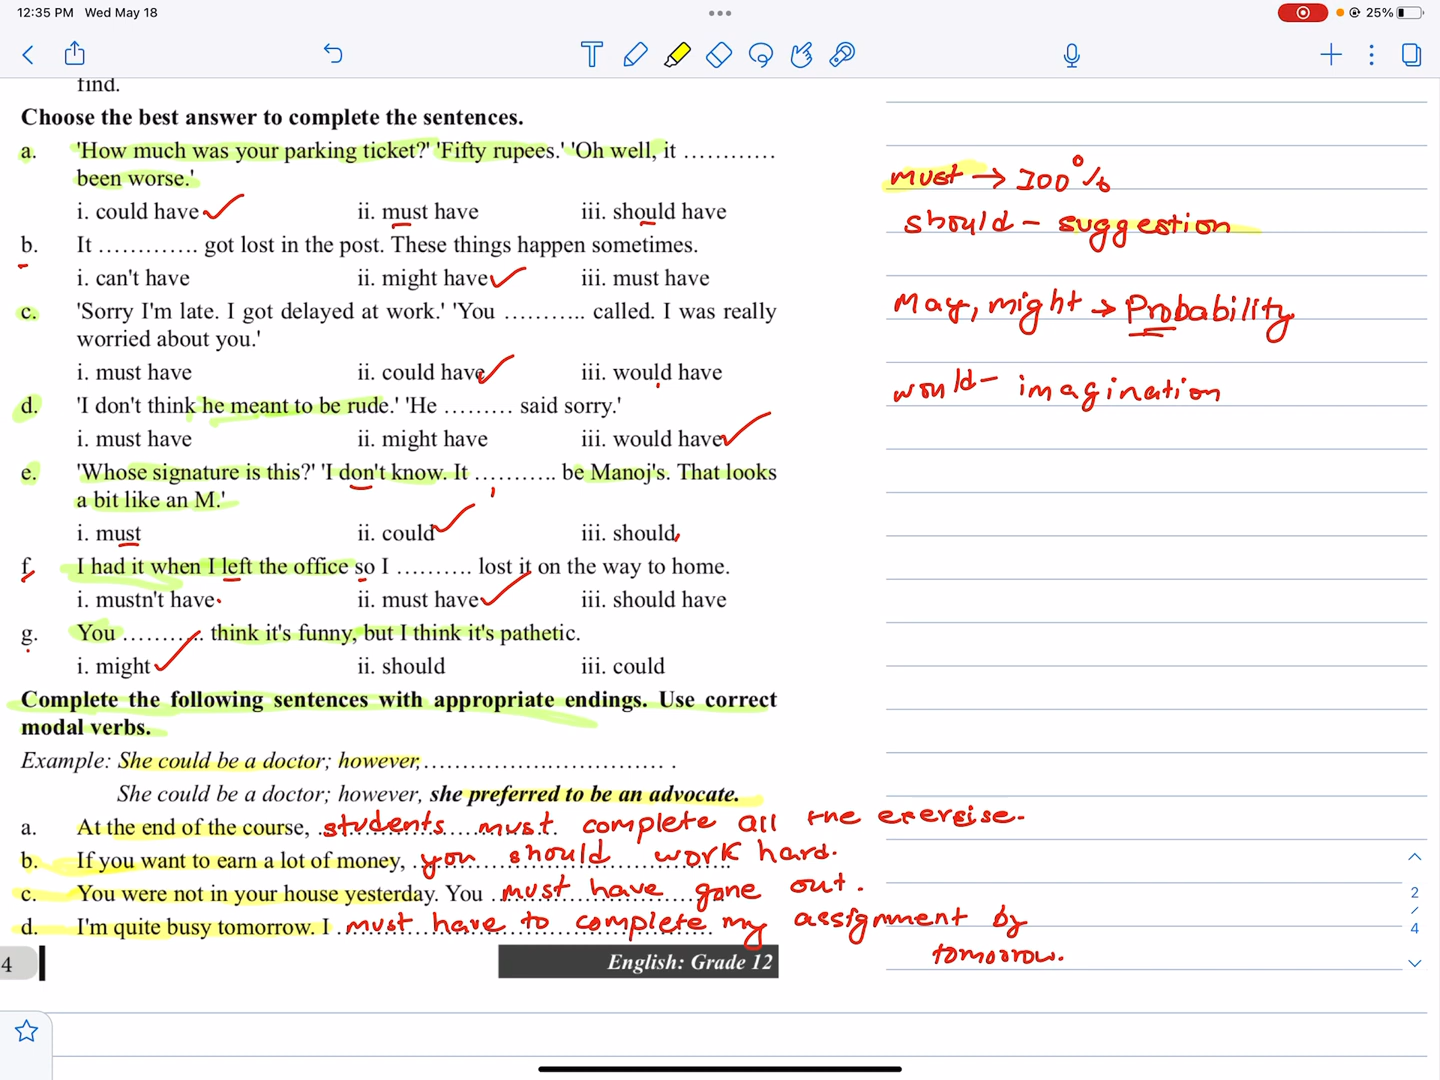 12:35 PM Wed May 18
25%
find.
Choose the best answer to complete the sentences.
a. 'How much was your parking ticket?' 'Fifty rupees.' 'Oh well, it …………
been worse.'
i. could have ii. must have iii. should have
b. It …………. got lost in the post. These things happen sometimes.
i. can't have ii. might have iii. must have
c. 'Sorry I'm late. I got delayed at work.' 'You ……….. called. I was really
worried about you.'
i. must have ii. could have iii. would have
d. 'I don't think he meant to be rude.' 'He ……… said sorry.'
i. must have ii. might have iii. would have
e. 'Whose signature is this?' 'I don't know. It ……….. be Manoj's. That looks
a bit like an M.'
i. must ii. could iii. should
f. I had it when I left the office so I ………. lost it on the way to home.
i. mustn't have ii. must have iii. should have
g. You ……….. think it's funny, but I think it's pathetic.
i. might ii. should iii. could
Complete the following sentences with appropriate endings. Use correct
modal verbs.
Example: She could be a doctor; however,………………………… .
She could be a doctor; however, she preferred to be an advocate.
a. At the end of the course, students must complete all the exercise.
b. If you want to earn a lot of money, you should work hard.
c. You were not in your house yesterday. You must have gone out.
d. I'm quite busy tomorrow. I must have to complete my assignment by
tomorrow.
4
English: Grade 12
must → 100%
should - suggestion
May, might → Probability
would - imagination
2
/
4